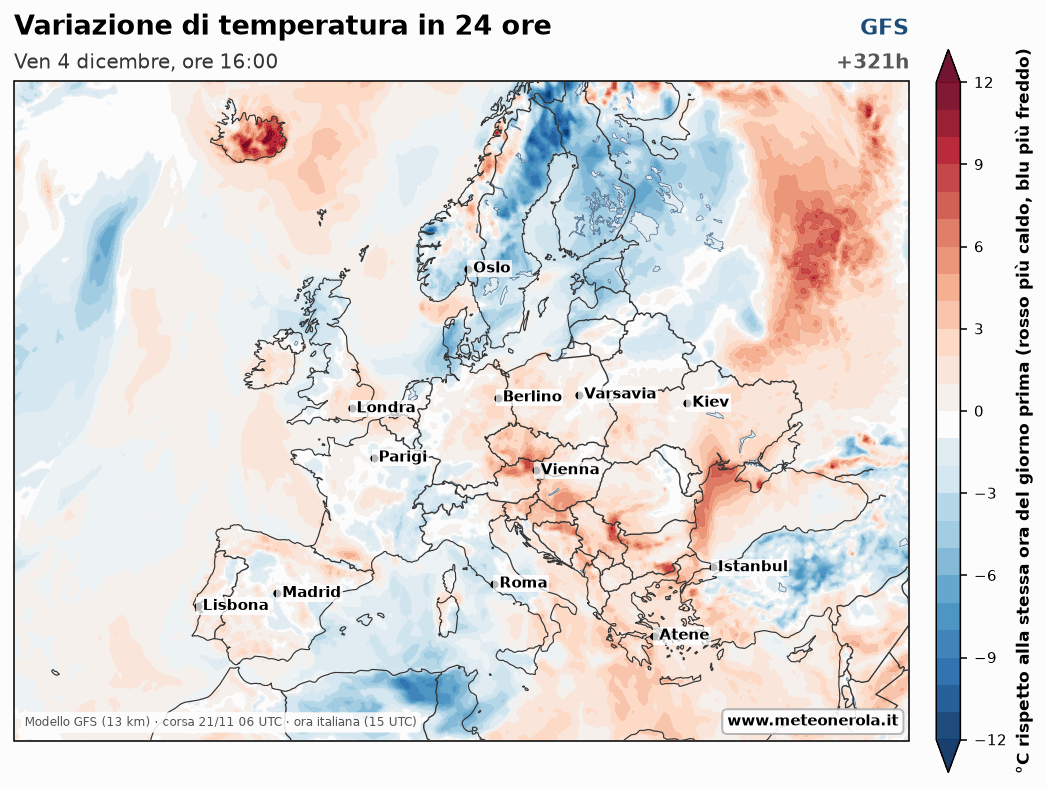 Variazione di temperatura in 24 ore
GFS
Ven 4 dicembre, ore 16:00
+321h
12
9
6
3
0
−3
−6
−9
−12
°C rispetto alla stessa ora del giorno prima (rosso più caldo, blu più freddo)
Oslo
Berlino
Varsavia
Kiev
Londra
Parigi
Vienna
Istanbul
Roma
Madrid
Lisbona
Atene
Modello GFS (13 km) · corsa 21/11 06 UTC · ora italiana (15 UTC)
www.meteonerola.it